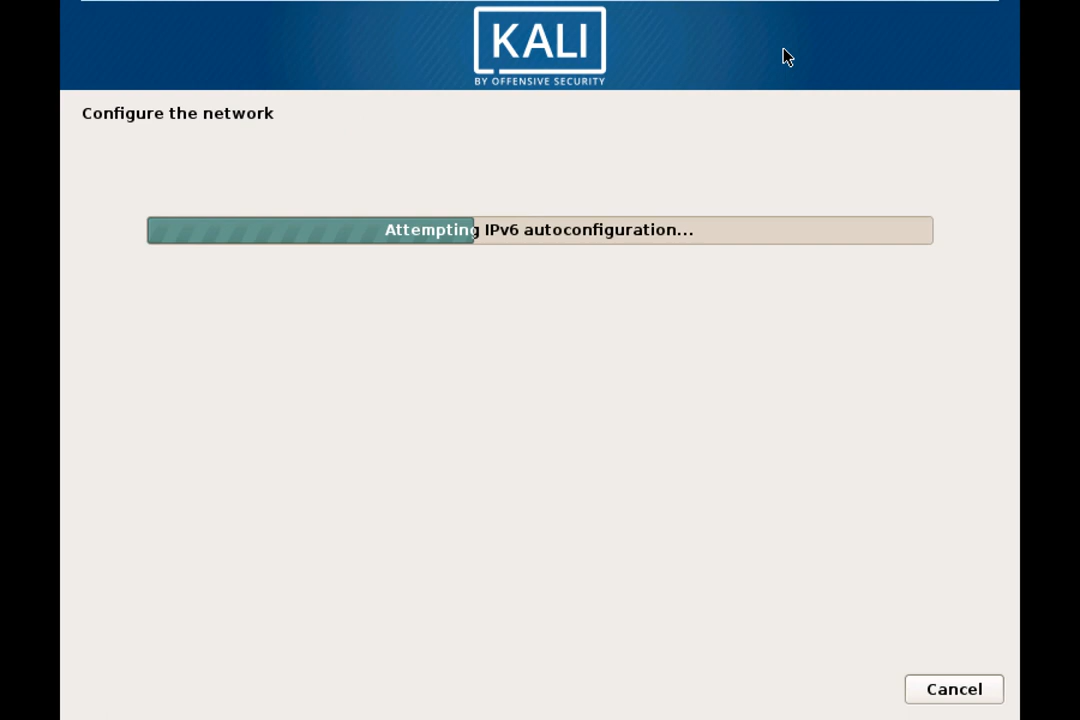 KALI
BY OFFENSIVE SECURITY
Configure the network
Attempting IPv6 autoconfiguration...
Cancel